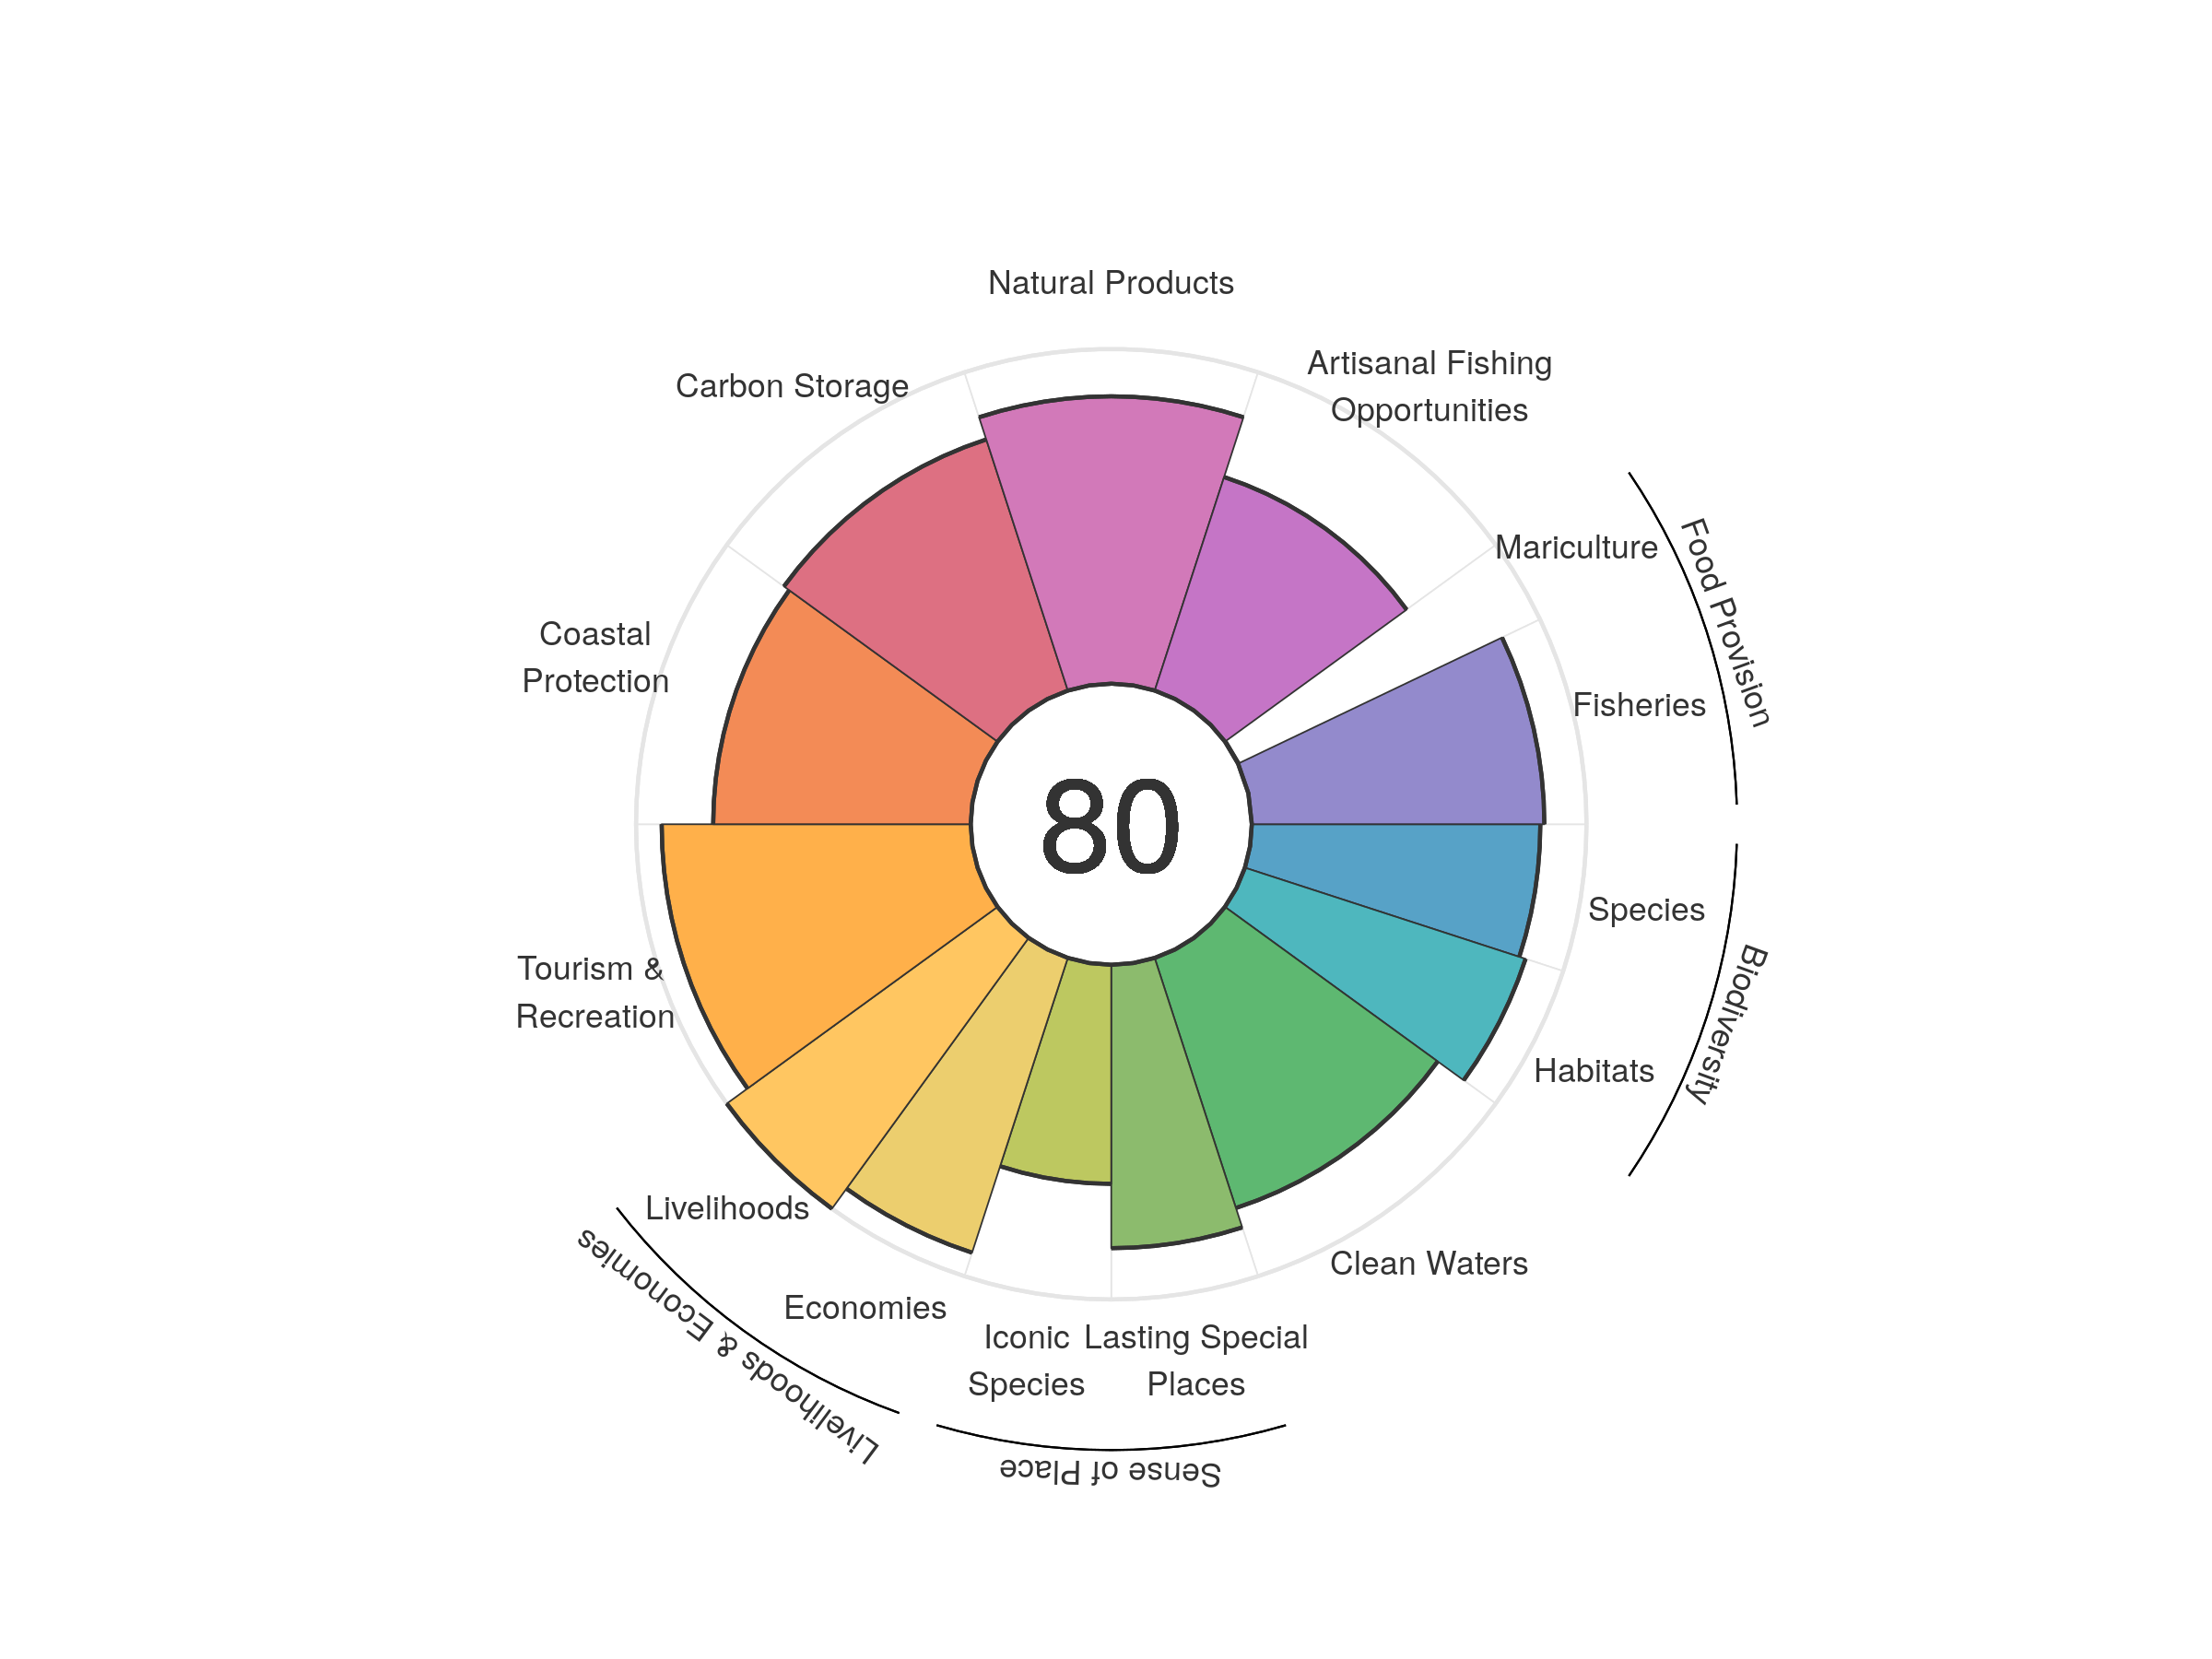 Natural Products
Artisanal Fishing
Opportunities
Carbon Storage
Mariculture
Food Provision
Fisheries
Coastal
Protection
80
Species
Biodiversity
Habitats
Tourism &
Recreation
Livelihoods
Clean Waters
Economies
Livelihoods & Economies
Iconic
Species
Lasting Special
Places
Sense of Place